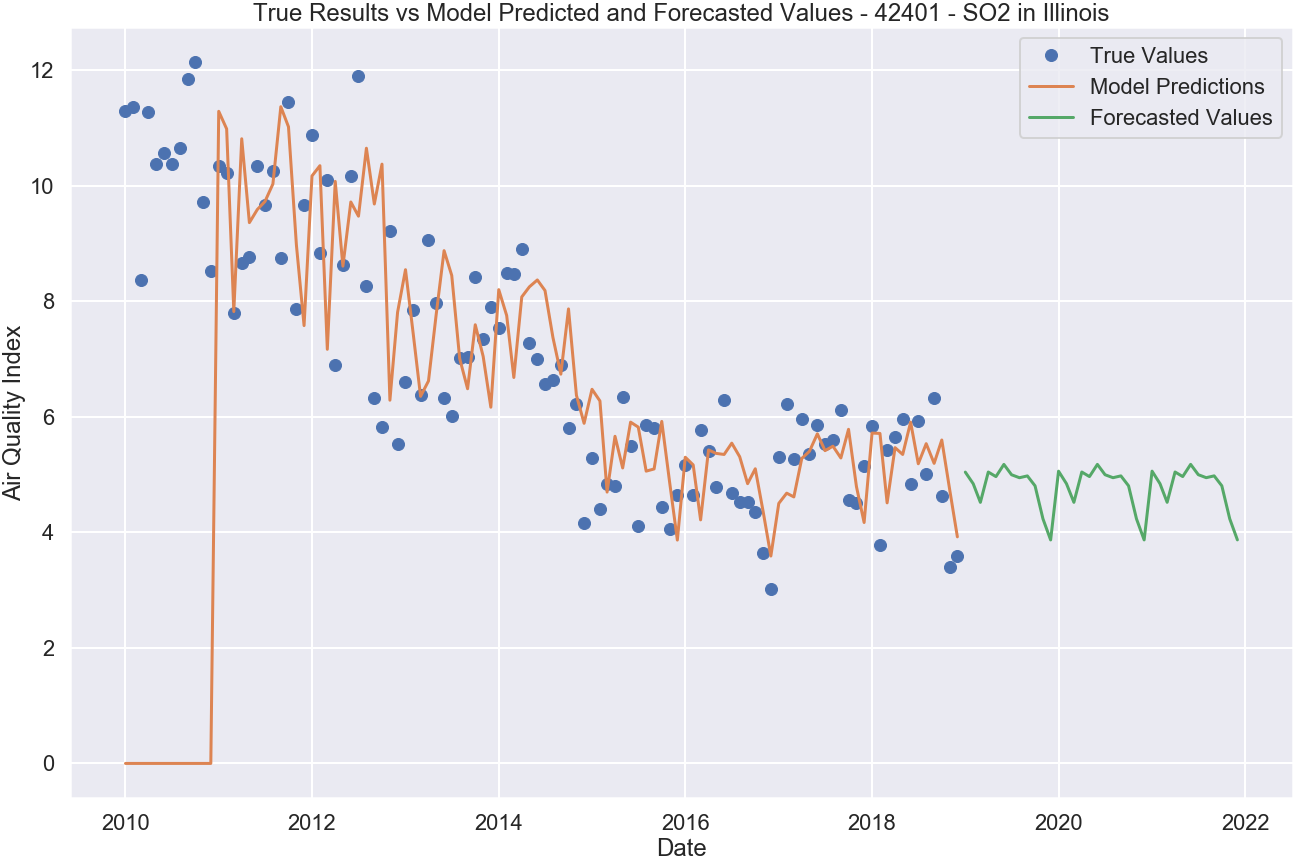 True Results vs Model Predicted and Forecasted Values - 42401 - SO2 in Illinois
True Values
Model Predictions
Forecasted Values
Air Quality Index
12
10
8
6
4
2
0
2010 2012 2014 2016 2018 2020 2022
Date